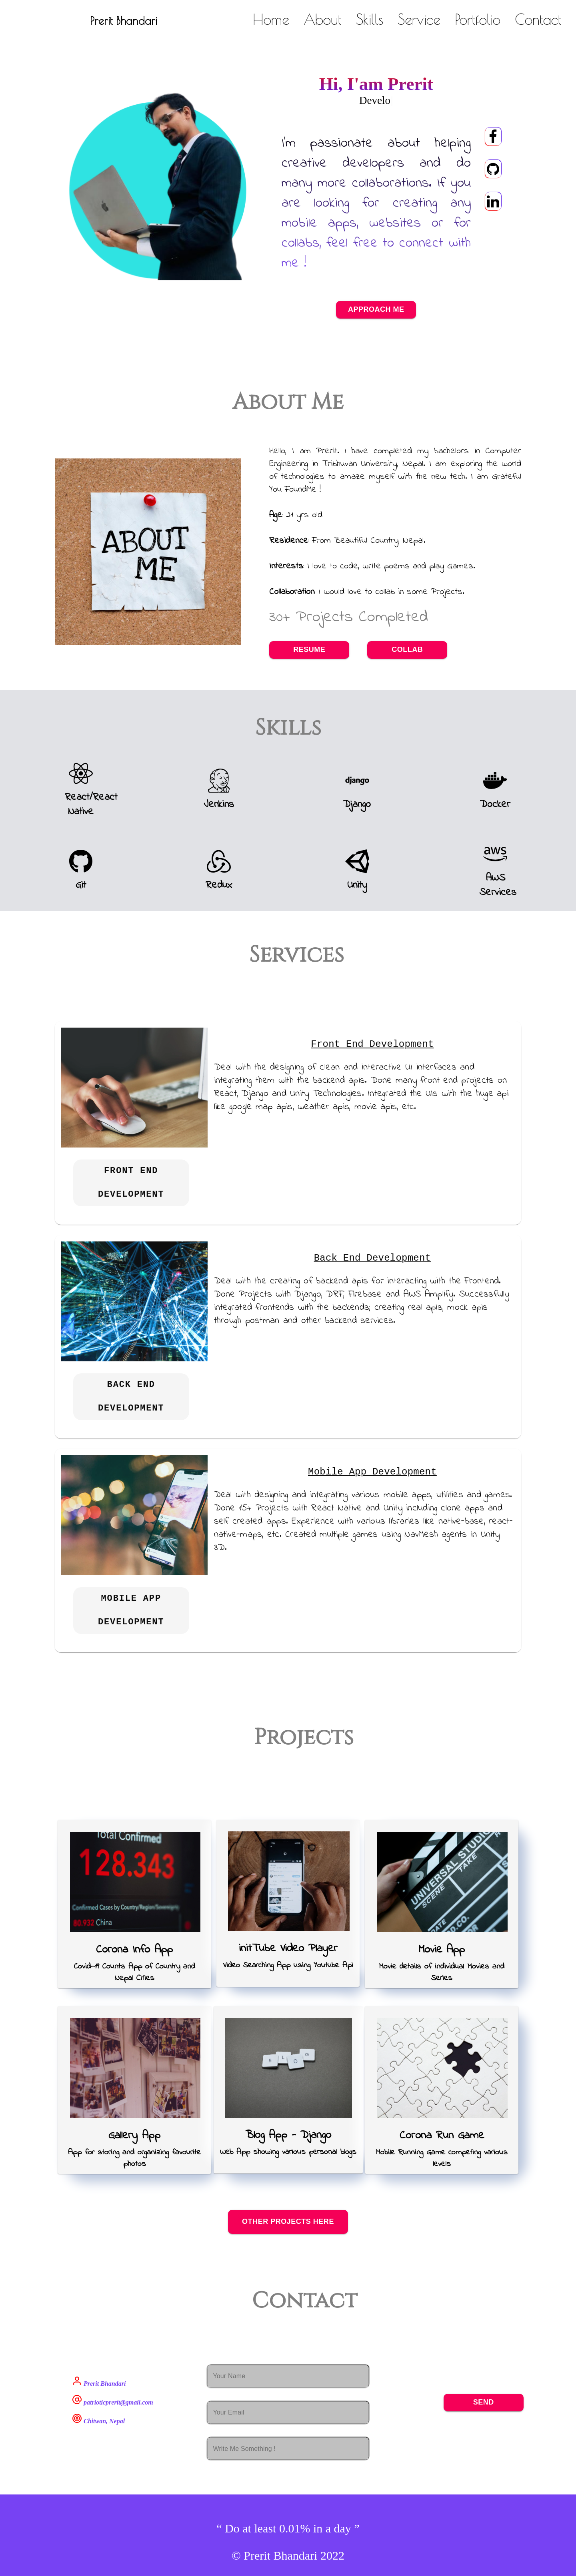 Prerit Bhandari
Home About Skills Service Portfolio Contact
Hi, I'am Prerit
Develo
I'm passionate about helping
creative developers and do
many more collaborations. If you
are looking for creating any
mobile apps, websites or for
collabs, feel free to connect with
me !
APPROACH ME
About Me
Hello, I am Prerit. I have completed my bachelors in Computer
Engineering in Tribhuvan University, Nepal. I am exploring the world
of technologies to amaze myself with the new tech. I am Grateful
You FoundMe !
Age: 21 yrs old
Residence: From Beautiful Country, Nepal.
Interests: I love to code, write poems and play Games.
Collaboration: I would love to collab in some Projects.
30+ Projects Completed
RESUME COLLAB
ABOUT
ME
Skills
React/React
Native
Jenkins
django
Django
Docker
Git
Redux
Unity
aws
AWS
Services
Services
Front End Development
Deal with the designing of clean and interactive UI interfaces and
integrating them with the backend apis. Done many front end projects on
React, Django and Unity Technologies. Integrated the UIs with the huge api
like google map apis, weather apis, movie apis, etc.
FRONT END
DEVELOPMENT
Back End Development
Deal with the creating of backend apis for interacting with the Frontend.
Done Projects with Django, DRF, Firebase and AWS Amplify. Successfully
integrated frontends with the backends; creating real apis, mock apis
through postman and other backend services.
BACK END
DEVELOPMENT
Mobile App Development
Deal with designing and integrating various mobile apps, utilities and games.
Done 15+ Projects with React Native and Unity including clone apps and
self created apps. Experience with various libraries like native-base, react-
native-maps, etc. Created multiple games using NavMesh agents in Unity
3D.
MOBILE APP
DEVELOPMENT
Projects
Total Confirmed
128.343
Confirmed Cases by Country/Region/Sovereignty
80.932 China
Corona Info App
Covid-19 Counts App of Country and
Nepal Cities
initTube Video Player
Video Searching App using Youtube Api
UNIVERSAL STUDIO
SCENE TAKE
Movie App
Movie details of individual Movies and
Series
Gallery App
App for storing and organizing favourite
photos
B L O G
Blog App - Django
Web App showing various personal blogs
Corona Run Game
Mobile Running Game competing various
levels
OTHER PROJECTS HERE
Contact
Prerit Bhandari
patrioticprerit@gmail.com
Chitwan, Nepal
Your Name
Your Email
Write Me Something !
SEND
“ Do at least 0.01% in a day ”
© Prerit Bhandari 2022